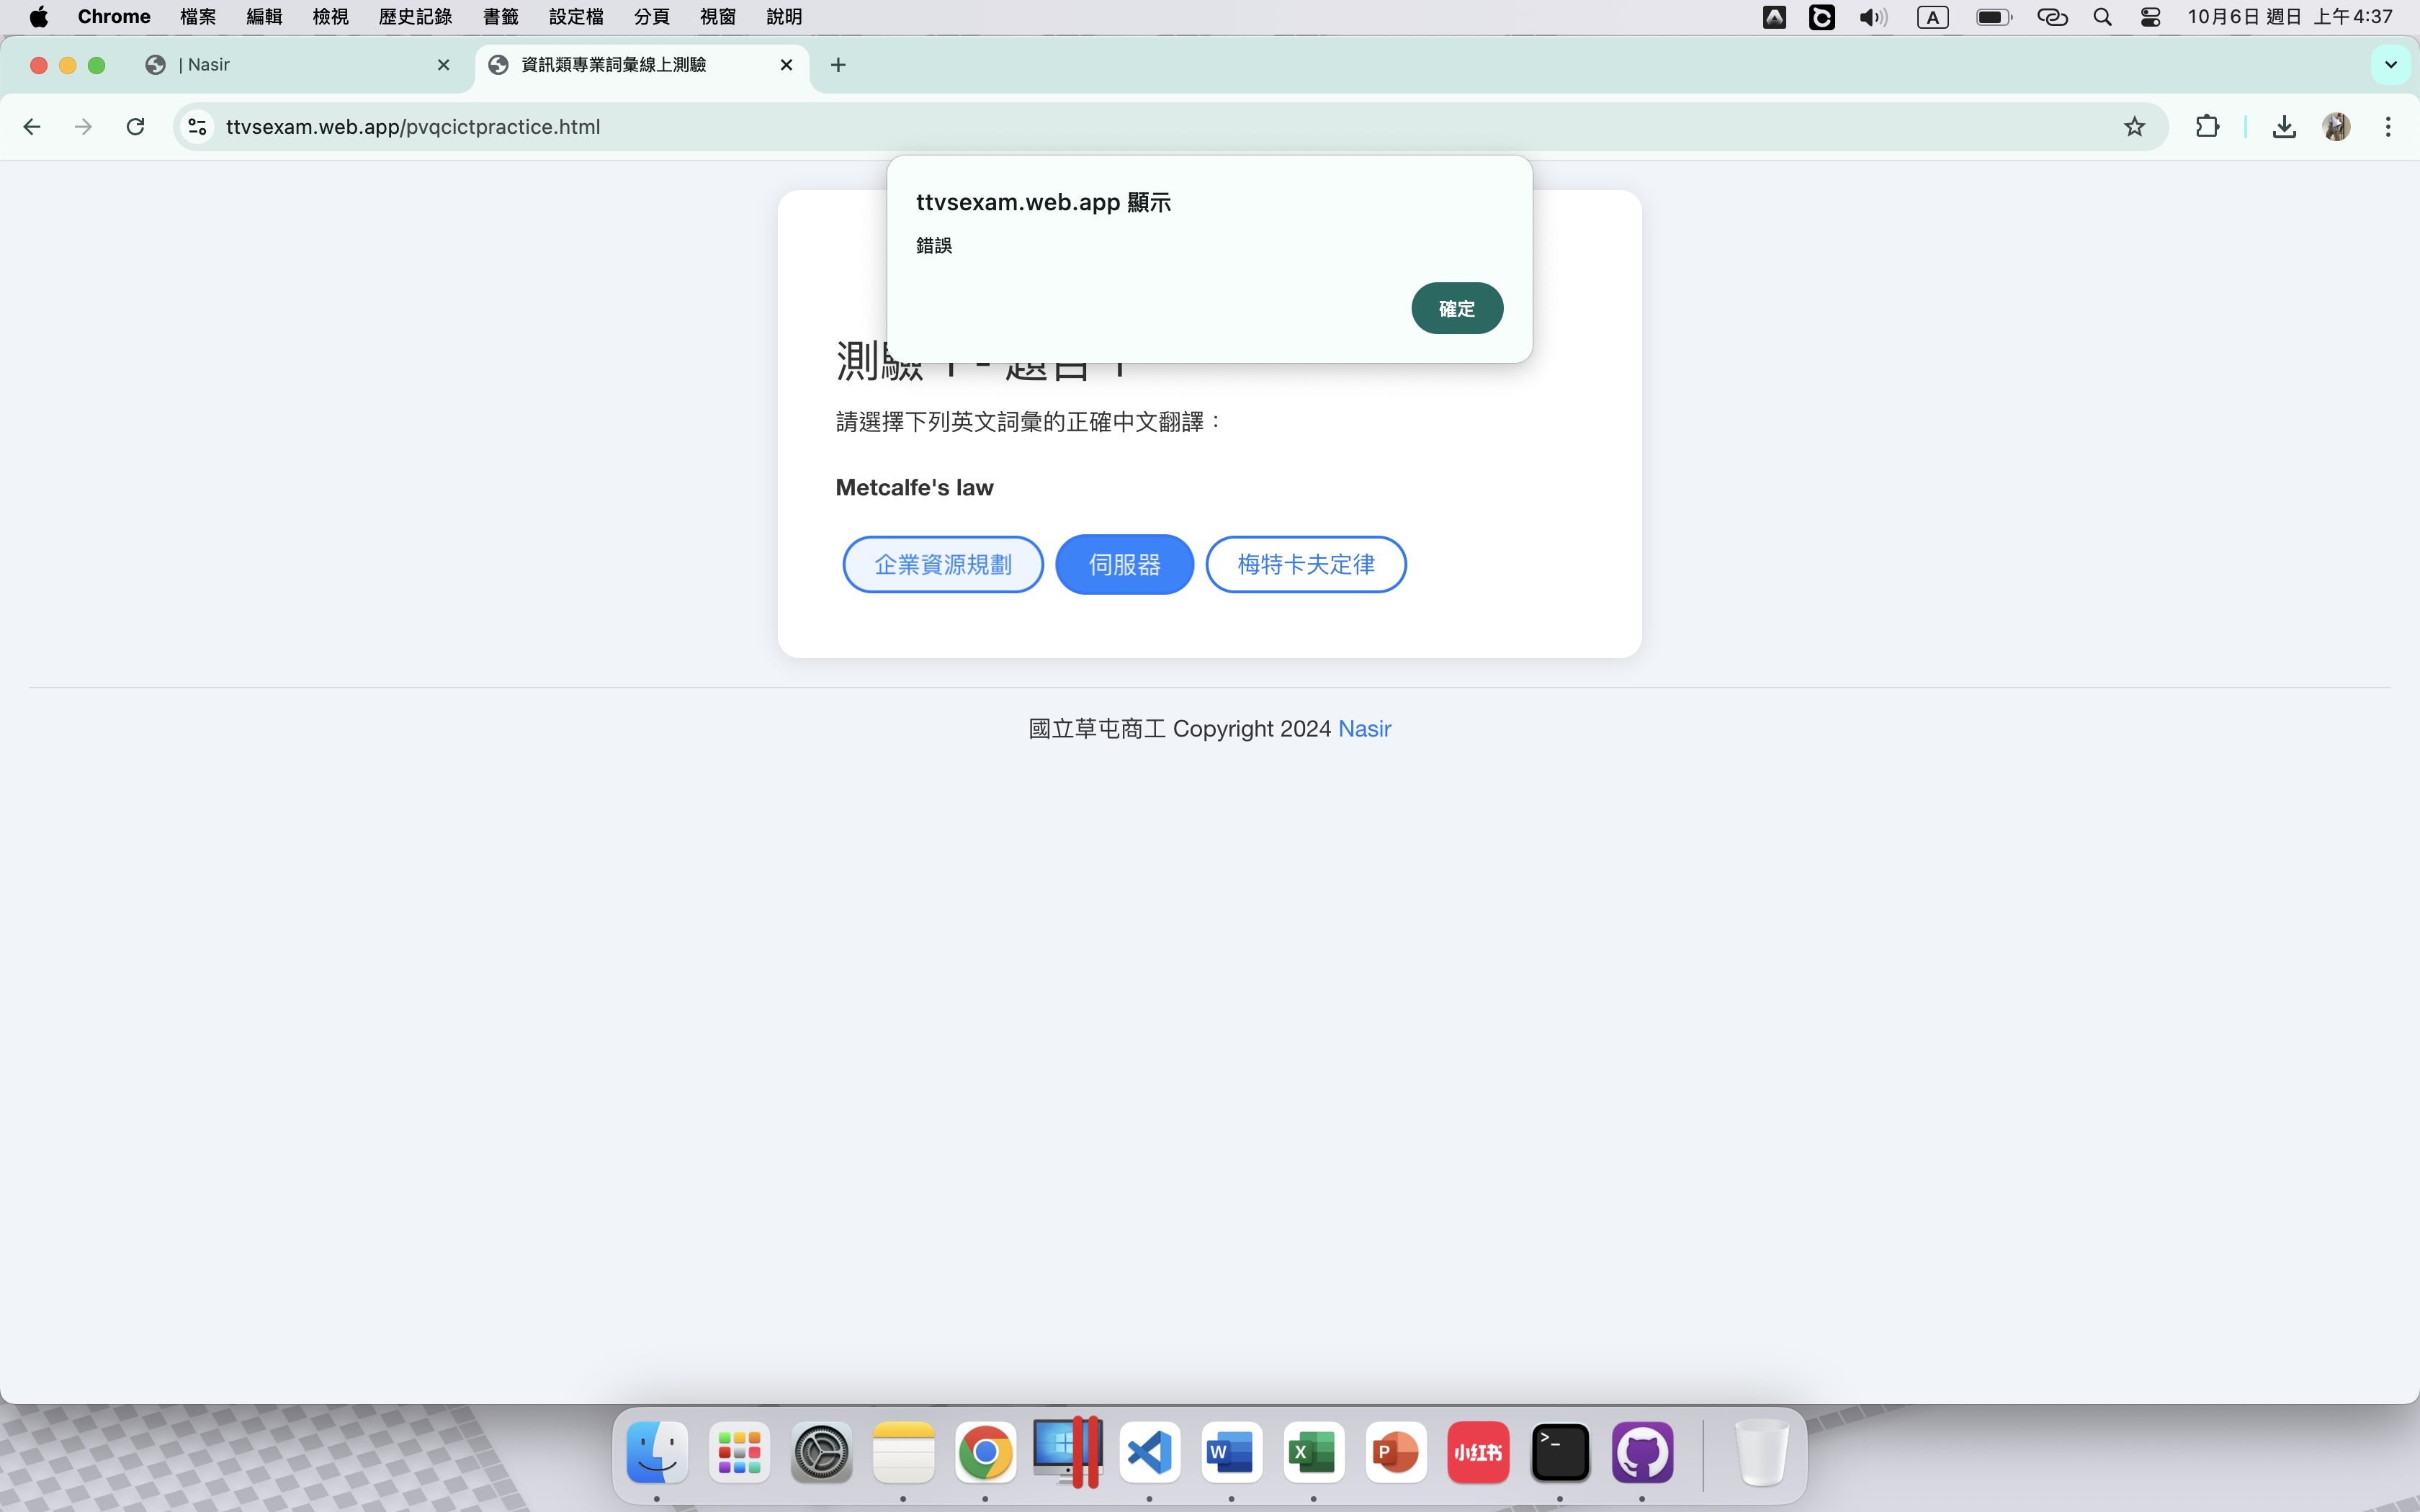 Chrome 檔案 編輯 檢視 歷史記錄 書籤 設定檔 分頁 視窗 說明 A 10月6日 週日 上午4:37
| Nasir 資訊類專業詞彙線上測驗
ttvsexam.web.app/pvqcictpractice.html
ttvsexam.web.app 顯示
錯誤
確定
測驗 1 - 題目 1
請選擇下列英文詞彙的正確中文翻譯：
Metcalfe's law
企業資源規劃 伺服器 梅特卡夫定律
國立草屯商工 Copyright 2024 Nasir
W X P 小红书 >_